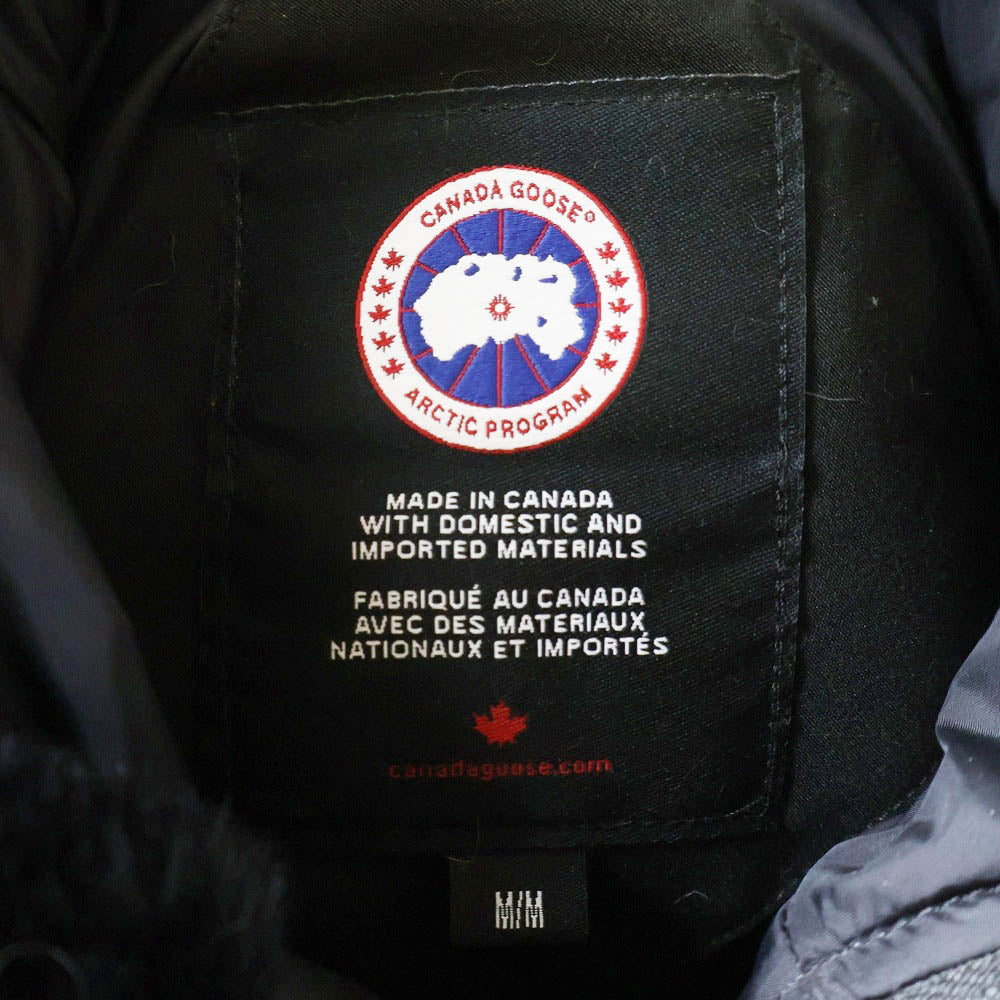 CANADA GOOSE®
ARCTIC PROGRAM
MADE IN CANADA
WITH DOMESTIC AND
IMPORTED MATERIALS
FABRIQUÉ AU CANADA
AVEC DES MATERIAUX
NATIONAUX ET IMPORTÉS
canadagoose.com
M/M